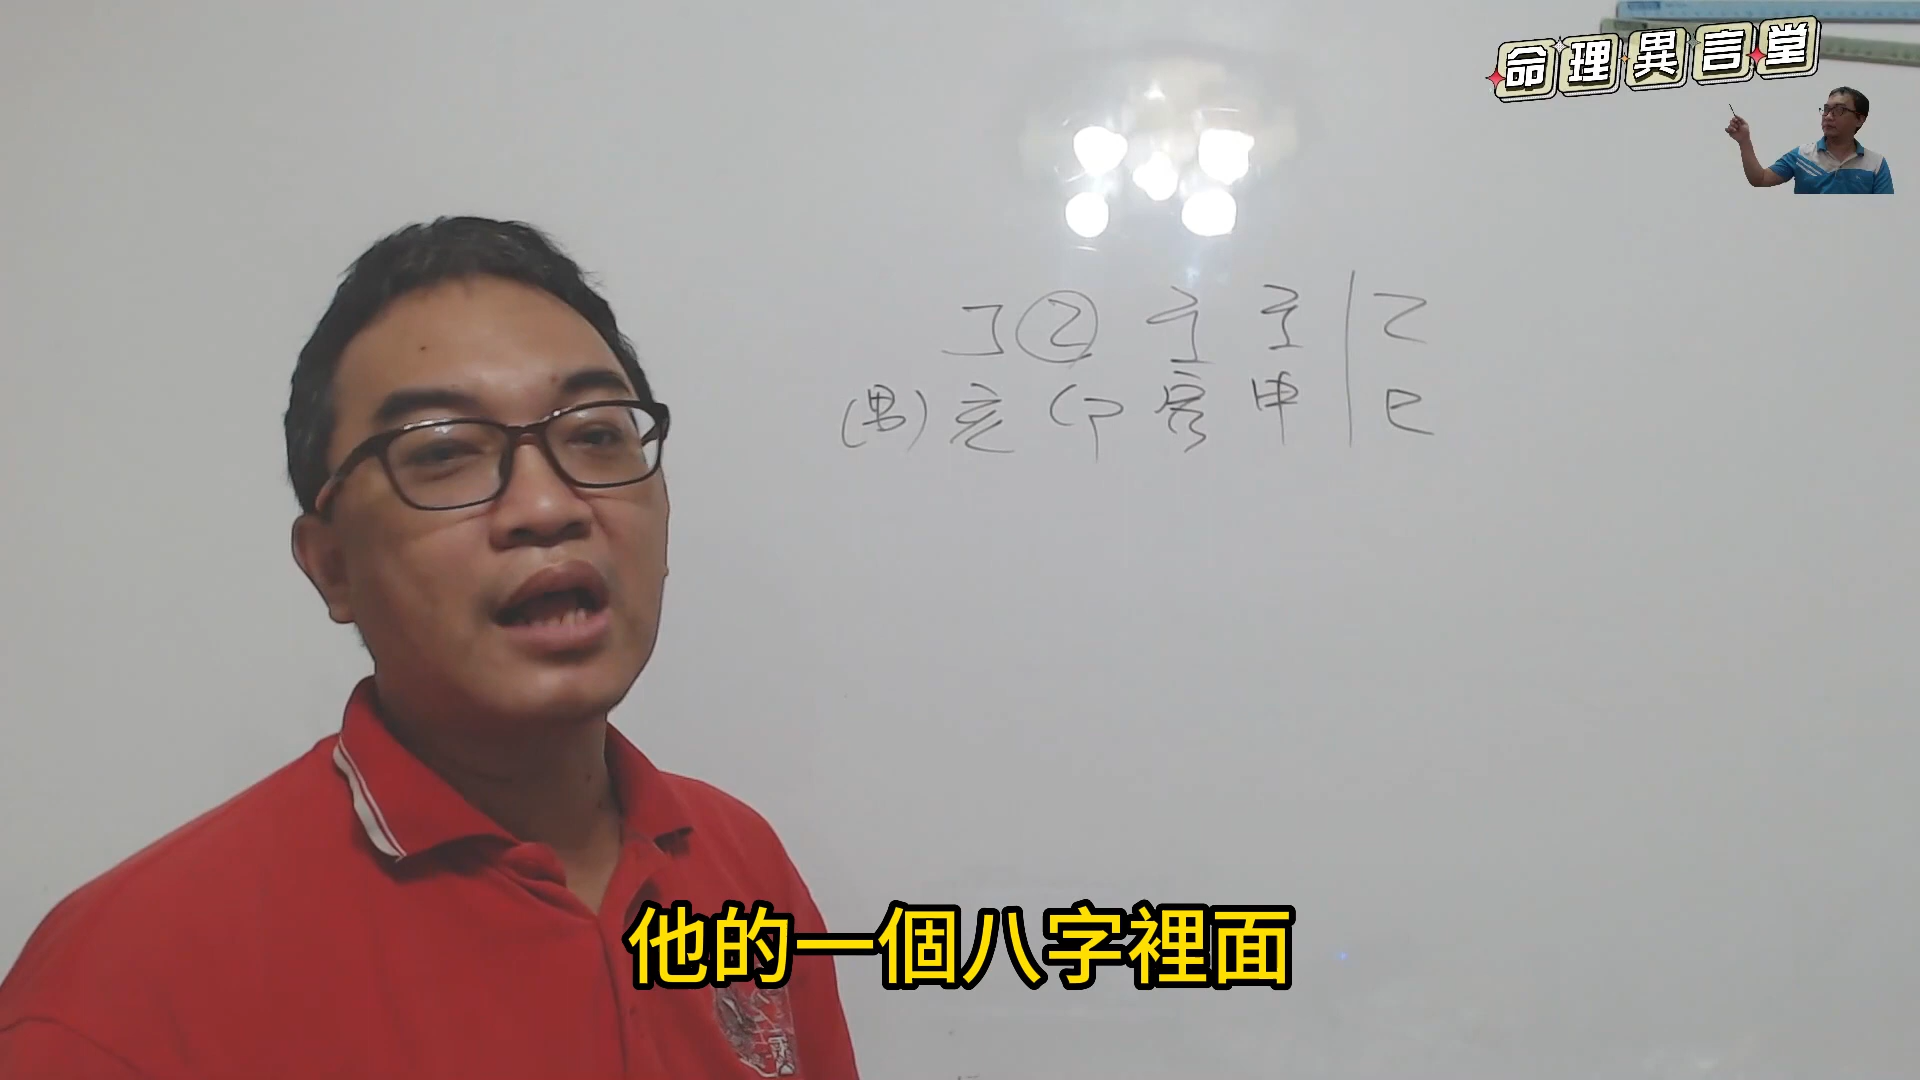 命理異言堂
丁 乙 壬 壬 | 乙
(男) 亥 卯 寅 申 | 巳
他的一個八字裡面